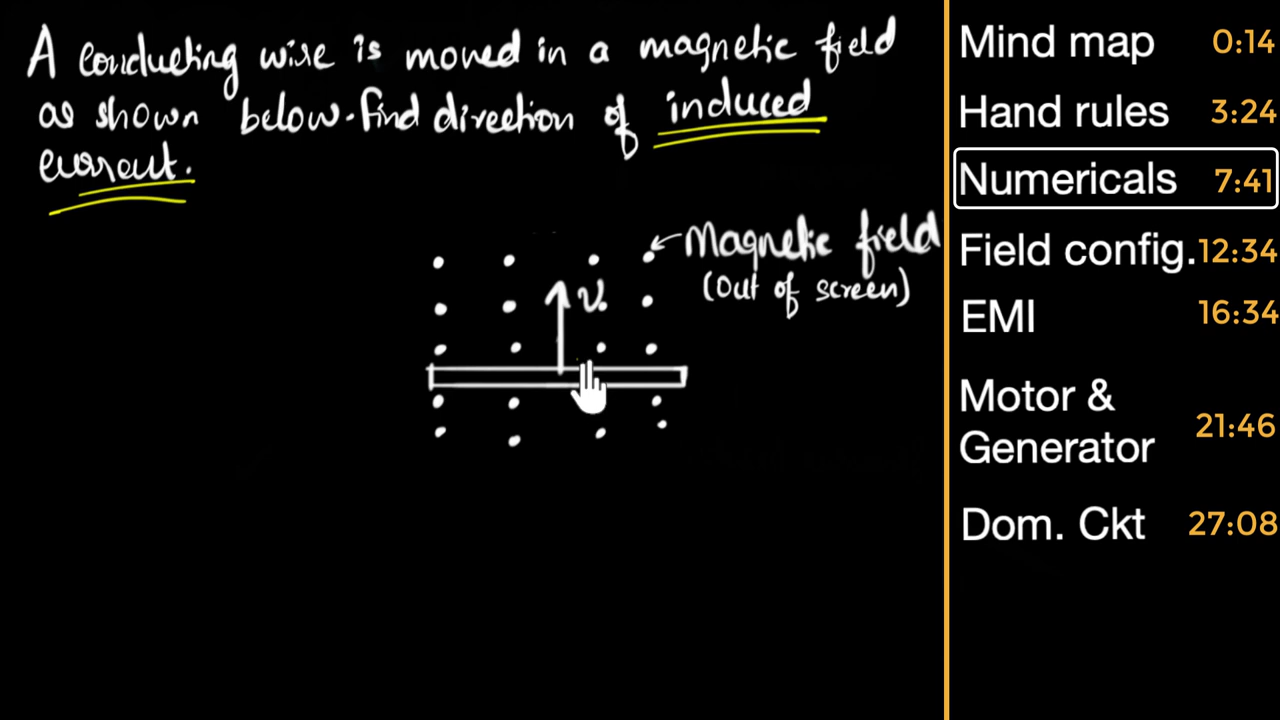 A conducting wire is moved in a magnetic field
as shown below. Find direction of induced
current.
Magnetic field
(Out of screen)
v.
Mind map 0:14
Hand rules 3:24
Numericals 7:41
Field config. 12:34
EMI 16:34
Motor &
Generator 21:46
Dom. Ckt 27:08